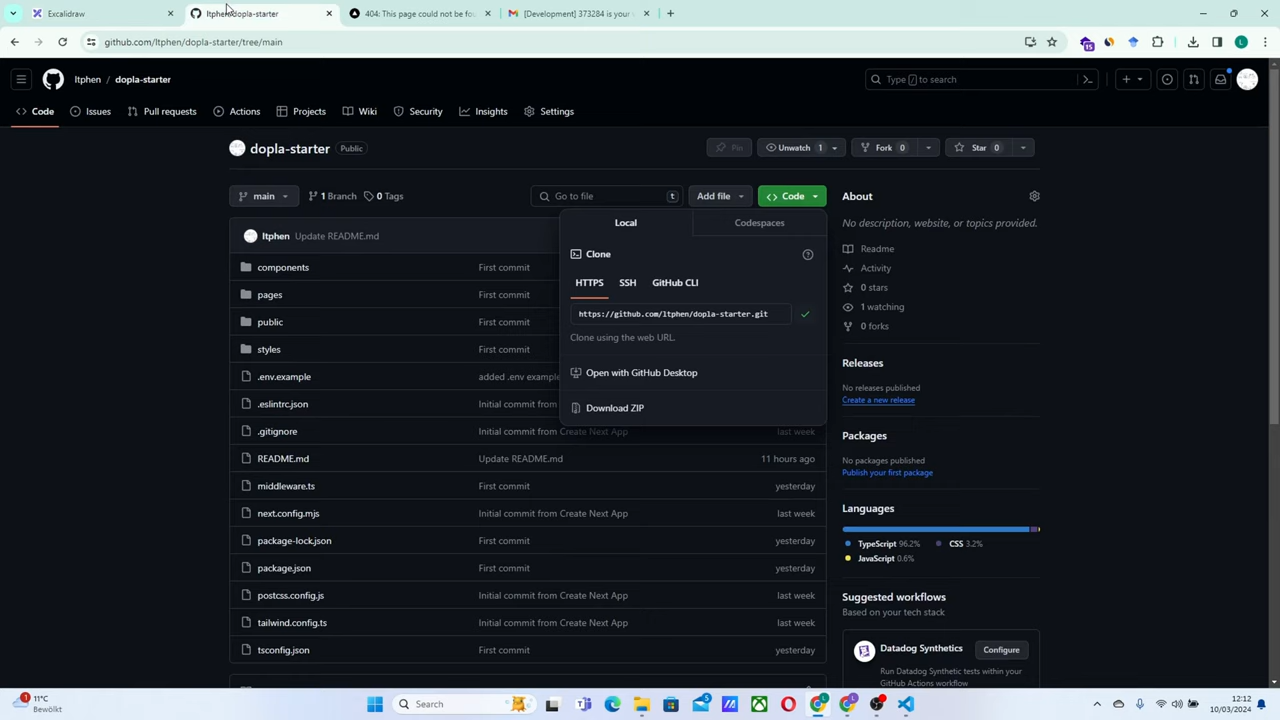 Excalidraw
ltphen/dopla-starter
404: This page could not be fo
[Development] 373284 is your
github.com/ltphen/dopla-starter/tree/main
15
L
ltphen / dopla-starter
Type / to search
Code
Issues
Pull requests
Actions
Projects
Wiki
Security
Insights
Settings
dopla-starter
Public
Pin
Unwatch 1
Fork 0
Star 0
main
1 Branch
0 Tags
Go to file
t
Add file
Code
About
No description, website, or topics provided.
Readme
Activity
0 stars
1 watching
0 forks
Local
Codespaces
Clone
HTTPS
SSH
GitHub CLI
https://github.com/ltphen/dopla-starter.git
Clone using the web URL.
Open with GitHub Desktop
Download ZIP
ltphen Update README.md
components First commit
pages First commit
public First commit
styles First commit
.env.example added .env example
.eslintrc.json Initial commit from
.gitignore Initial commit from Create Next App last week
README.md Update README.md 11 hours ago
middleware.ts First commit yesterday
next.config.mjs Initial commit from Create Next App last week
package-lock.json First commit yesterday
package.json First commit yesterday
postcss.config.js Initial commit from Create Next App last week
tailwind.config.ts Initial commit from Create Next App last week
tsconfig.json First commit yesterday
Releases
No releases published
Create a new release
Packages
No packages published
Publish your first package
Languages
TypeScript 96.2%
CSS 3.2%
JavaScript 0.6%
Suggested workflows
Based on your tech stack
Datadog Synthetics
Configure
Run Datadog Synthetic tests within your
GitHub Actions workflow
11°C
Bewölkt
Search
12:12
10/03/2024